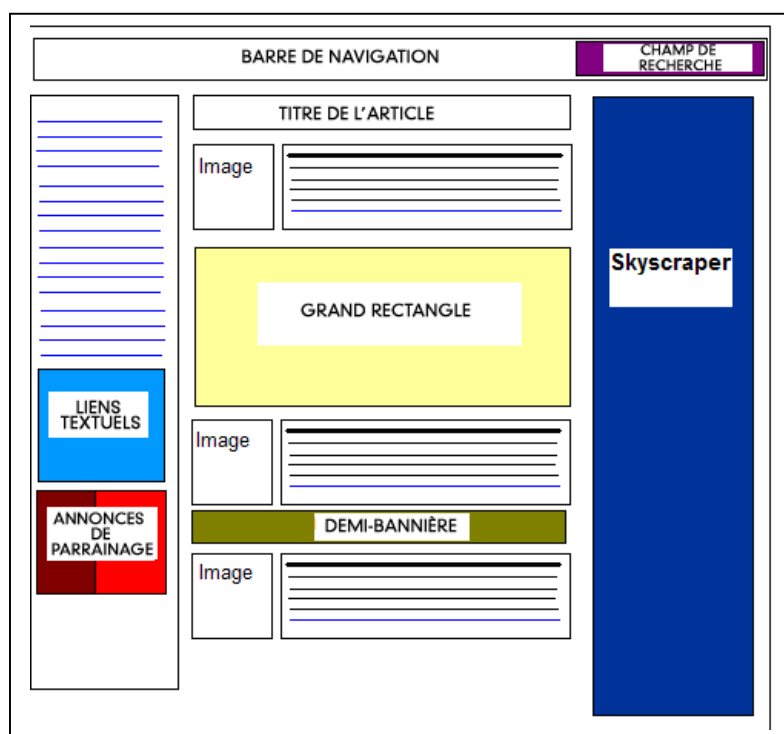 BARRE DE NAVIGATION
CHAMP DE
RECHERCHE
TITRE DE L'ARTICLE
Image
GRAND RECTANGLE
Skyscraper
LIENS
TEXTUELS
Image
ANNONCES
DE
PARRAINAGE
DEMI-BANNIÈRE
Image